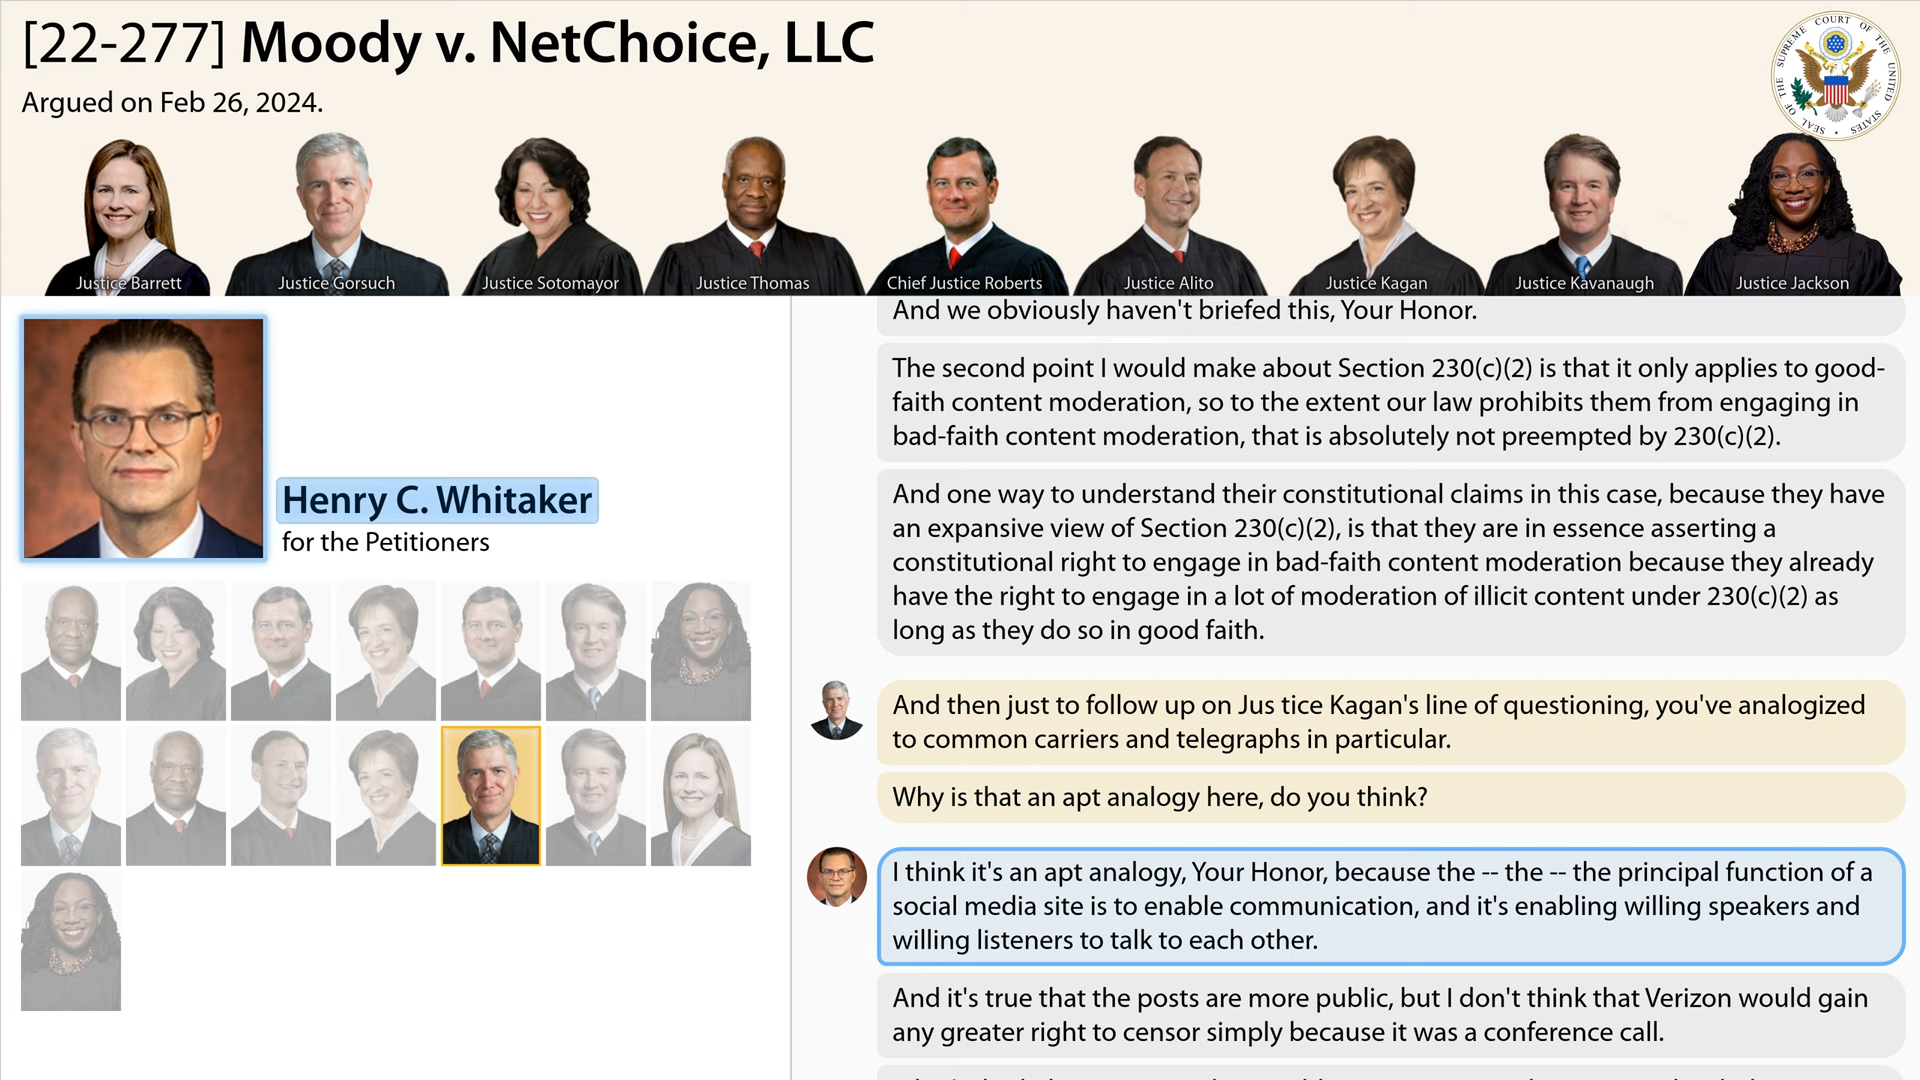 [22-277] Moody v. NetChoice, LLC
Argued on Feb 26, 2024.
SEAL OF THE SUPREME COURT OF THE UNITED STATES
Justice Barrett
Justice Gorsuch
Justice Sotomayor
Justice Thomas
Chief Justice Roberts
Justice Alito
Justice Kagan
Justice Kavanaugh
Justice Jackson
Henry C. Whitaker
for the Petitioners
And we obviously haven't briefed this, Your Honor.
The second point I would make about Section 230(c)(2) is that it only applies to good-
faith content moderation, so to the extent our law prohibits them from engaging in
bad-faith content moderation, that is absolutely not preempted by 230(c)(2).
And one way to understand their constitutional claims in this case, because they have
an expansive view of Section 230(c)(2), is that they are in essence asserting a
constitutional right to engage in bad-faith content moderation because they already
have the right to engage in a lot of moderation of illicit content under 230(c)(2) as
long as they do so in good faith.
And then just to follow up on Jus tice Kagan's line of questioning, you've analogized
to common carriers and telegraphs in particular.
Why is that an apt analogy here, do you think?
I think it's an apt analogy, Your Honor, because the -- the -- the principal function of a
social media site is to enable communication, and it's enabling willing speakers and
willing listeners to talk to each other.
And it's true that the posts are more public, but I don't think that Verizon would gain
any greater right to censor simply because it was a conference call.